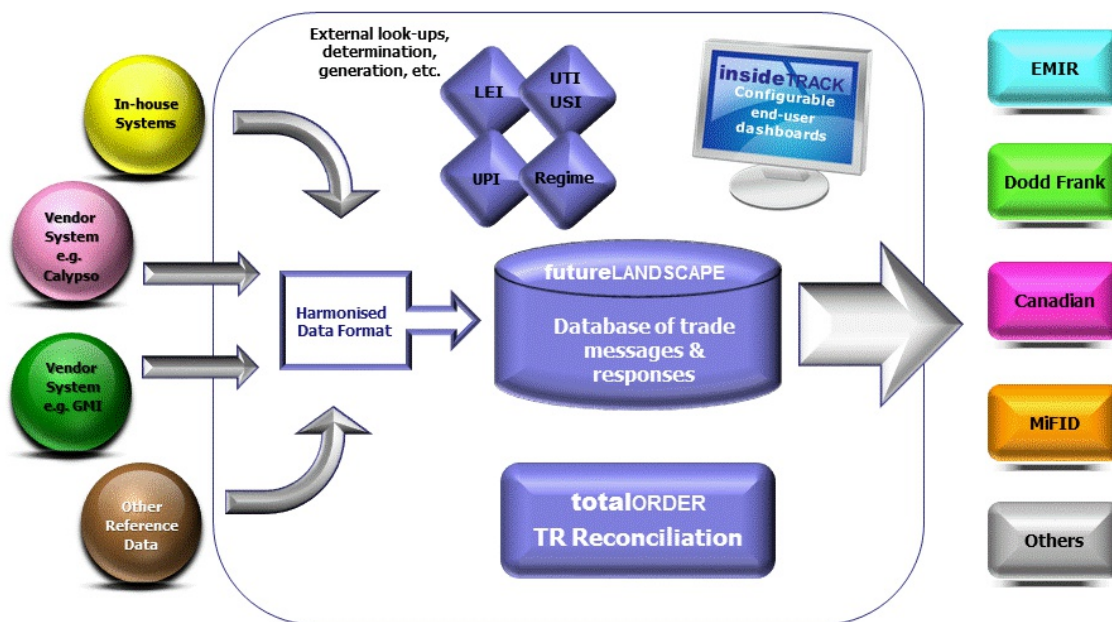 External look-ups,
determination,
generation, etc.
In-house
Systems
Vendor
System
e.g.
Calypso
Vendor
System
e.g. GMI
Other
Reference
Data
LEI
UTI
USI
UPI
Regime
insideTRACK
Configurable
end-user
dashboards
Harmonised
Data Format
futureLANDSCAPE
Database of trade
messages &
responses
totalORDER
TR Reconciliation
EMIR
Dodd Frank
Canadian
MiFID
Others